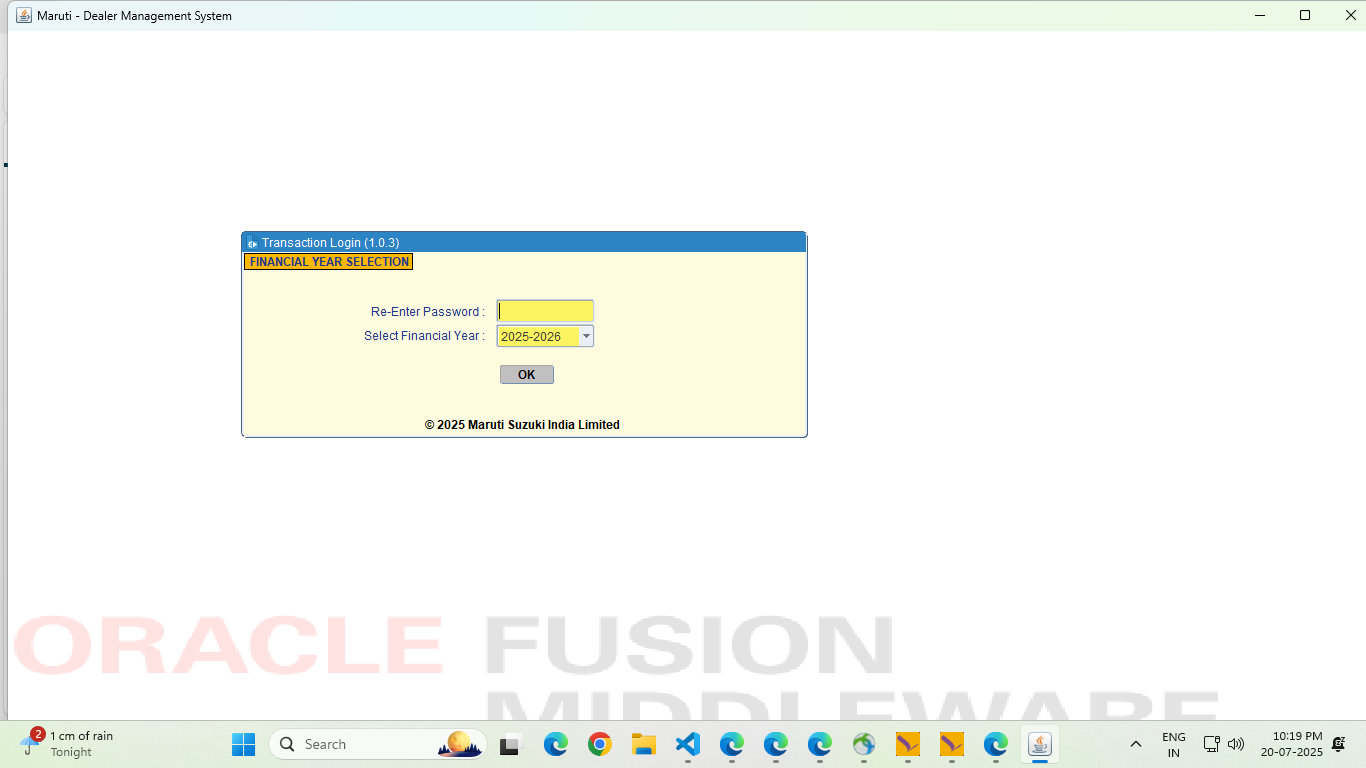 Maruti - Dealer Management System
Transaction Login (1.0.3)
FINANCIAL YEAR SELECTION
Re-Enter Password :
Select Financial Year : 2025-2026
OK
© 2025 Maruti Suzuki India Limited
ORACLE FUSION
MIDDLEWARE
2
1 cm of rain
Tonight
Search
ENG
IN
10:19 PM
20-07-2025